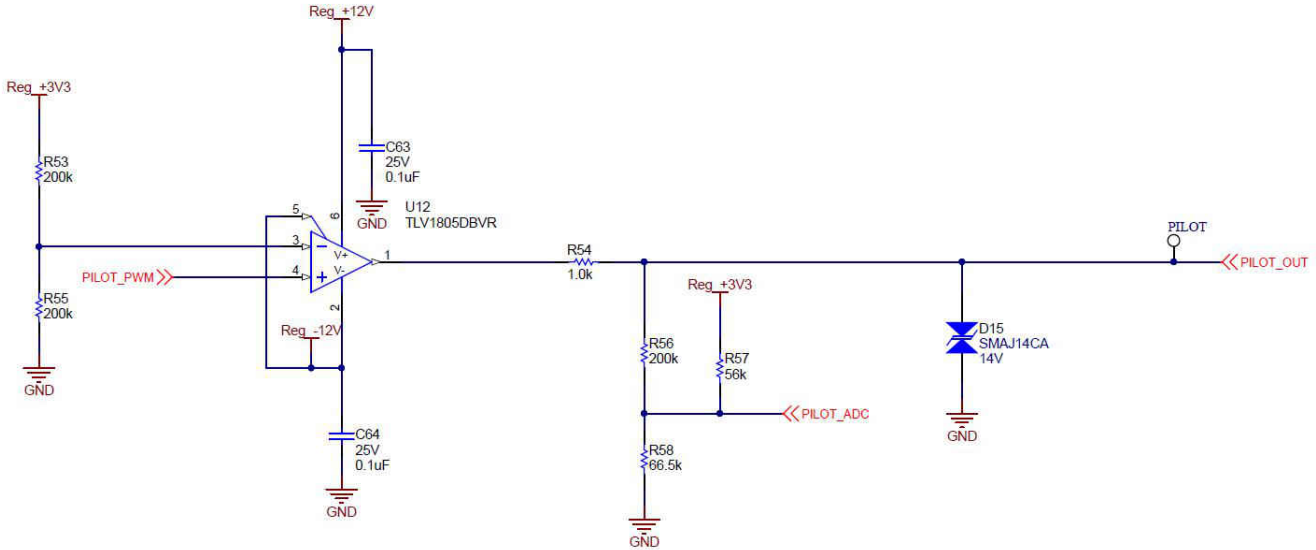 Reg_+12V
Reg_+3V3
C63
25V
0.1uF
GND
R53
200k
U12
TLV1805DBVR
5
6
3
V+
1
4
V-
2
PILOT_PWM
R55
200k
GND
Reg_-12V
C64
25V
0.1uF
GND
R54
1.0k
Reg_+3V3
R56
200k
R57
56k
PILOT_ADC
R58
66.5k
GND
PILOT
PILOT_OUT
D15
SMAJ14CA
14V
GND